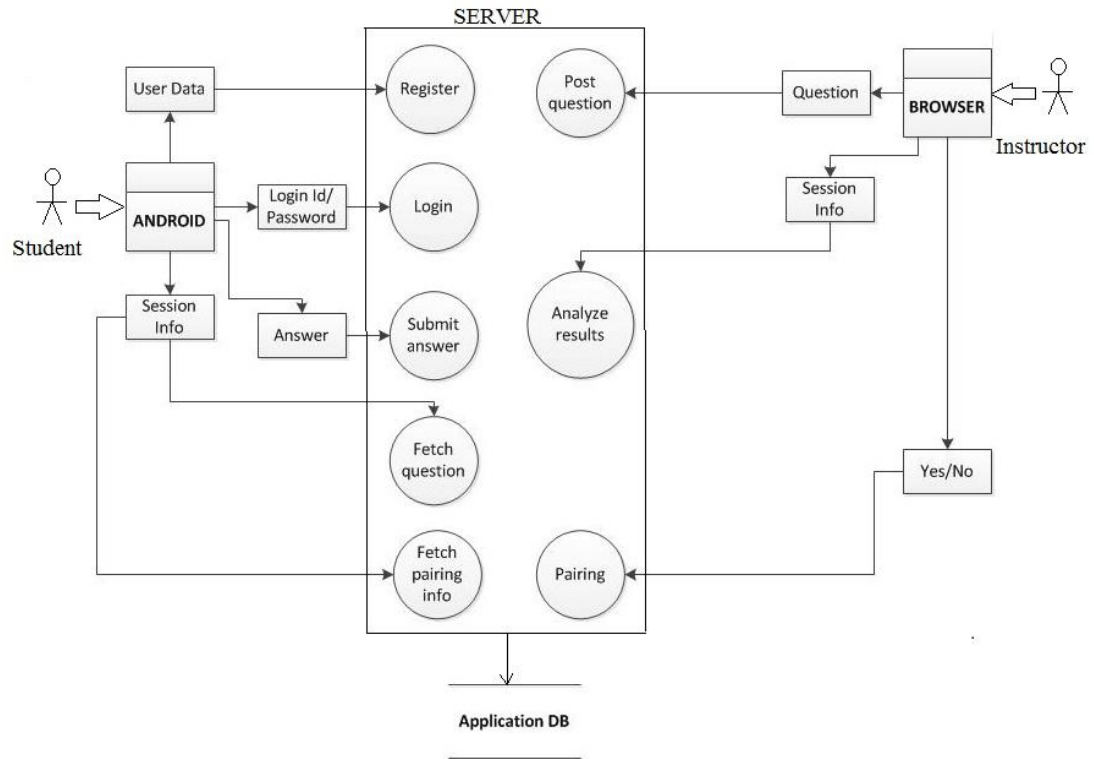 SERVER
User Data
Register
Post
question
Question
BROWSER
Instructor
ANDROID
Student
Login Id/
Password
Login
Session
Info
Session
Info
Answer
Submit
answer
Analyze
results
Fetch
question
Yes/No
Fetch
pairing
info
Pairing
Application DB